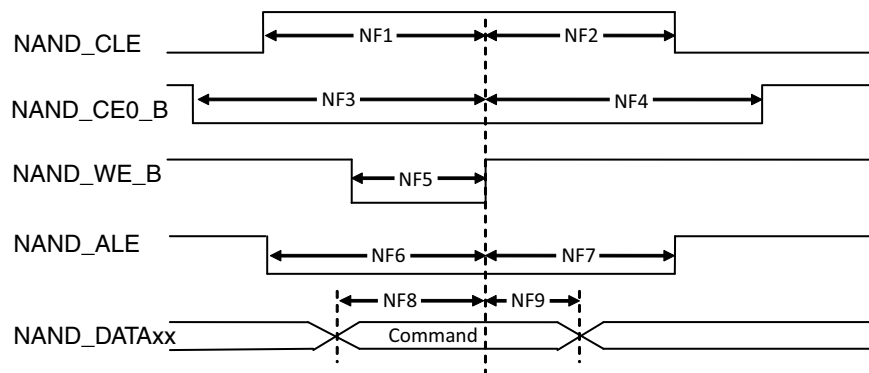 NAND_CLE NF1 NF2
NAND_CE0_B NF3 NF4
NAND_WE_B NF5
NAND_ALE NF6 NF7
NF8 NF9
NAND_DATAxx Command